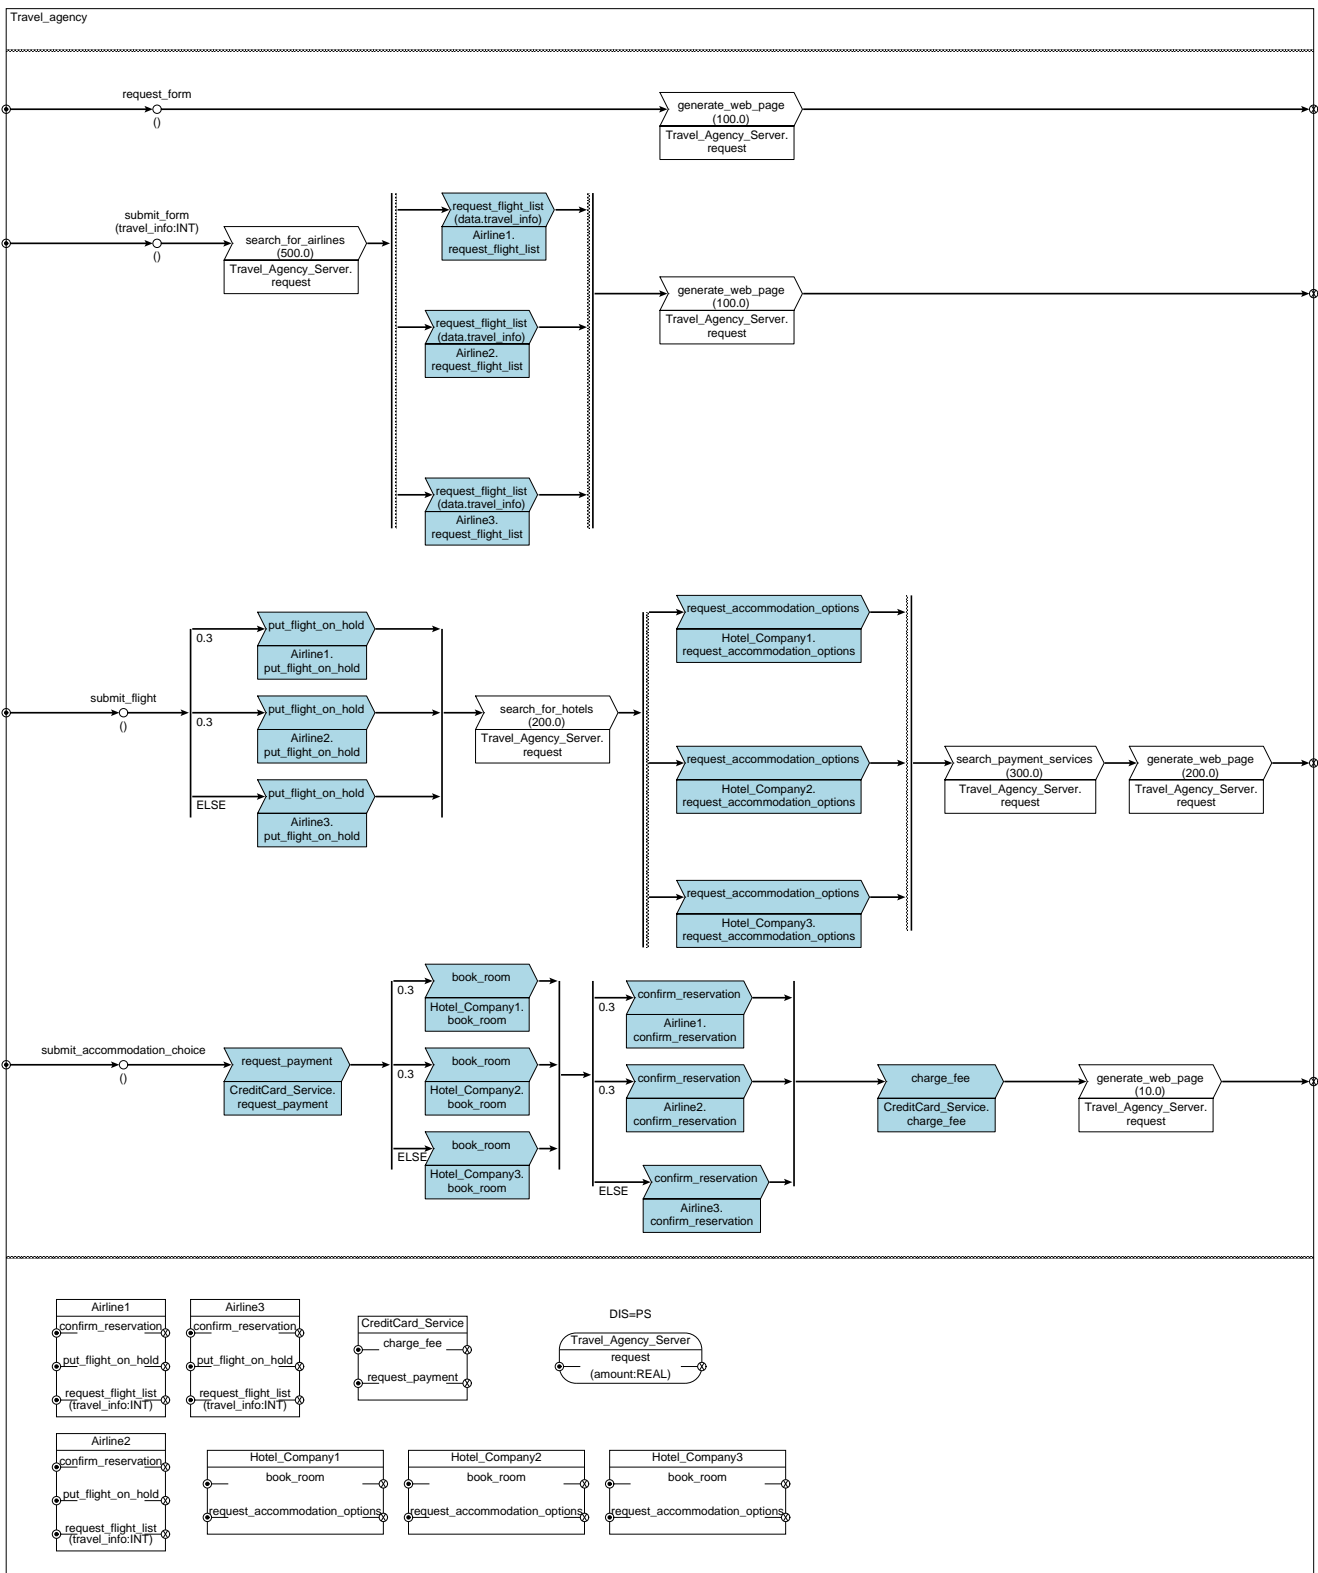 Travel_agency
request_form
()
generate_web_page
(100.0)
Travel_Agency_Server.
request
submit_form
(travel_info:INT)
()
search_for_airlines
(500.0)
Travel_Agency_Server.
request
request_flight_list
(data.travel_info)
Airline1.
request_flight_list
request_flight_list
(data.travel_info)
Airline2.
request_flight_list
request_flight_list
(data.travel_info)
Airline3.
request_flight_list
generate_web_page
(100.0)
Travel_Agency_Server.
request
submit_flight
()
0.3
put_flight_on_hold
Airline1.
put_flight_on_hold
0.3
put_flight_on_hold
Airline2.
put_flight_on_hold
ELSE
put_flight_on_hold
Airline3.
put_flight_on_hold
search_for_hotels
(200.0)
Travel_Agency_Server.
request
request_accommodation_options
Hotel_Company1.
request_accommodation_options
request_accommodation_options
Hotel_Company2.
request_accommodation_options
request_accommodation_options
Hotel_Company3.
request_accommodation_options
search_payment_services
(300.0)
Travel_Agency_Server.
request
generate_web_page
(200.0)
Travel_Agency_Server.
request
submit_accommodation_choice
()
request_payment
CreditCard_Service.
request_payment
0.3
book_room
Hotel_Company1.
book_room
0.3
book_room
Hotel_Company2.
book_room
ELSE
book_room
Hotel_Company3.
book_room
0.3
confirm_reservation
Airline1.
confirm_reservation
0.3
confirm_reservation
Airline2.
confirm_reservation
ELSE
confirm_reservation
Airline3.
confirm_reservation
charge_fee
CreditCard_Service.
charge_fee
generate_web_page
(10.0)
Travel_Agency_Server.
request
Airline1
confirm_reservation
put_flight_on_hold
request_flight_list
(travel_info:INT)
Airline3
confirm_reservation
put_flight_on_hold
request_flight_list
(travel_info:INT)
CreditCard_Service
charge_fee
request_payment
DIS=PS
Travel_Agency_Server
request
(amount:REAL)
Airline2
confirm_reservation
put_flight_on_hold
request_flight_list
(travel_info:INT)
Hotel_Company1
book_room
request_accommodation_options
Hotel_Company2
book_room
request_accommodation_options
Hotel_Company3
book_room
request_accommodation_options